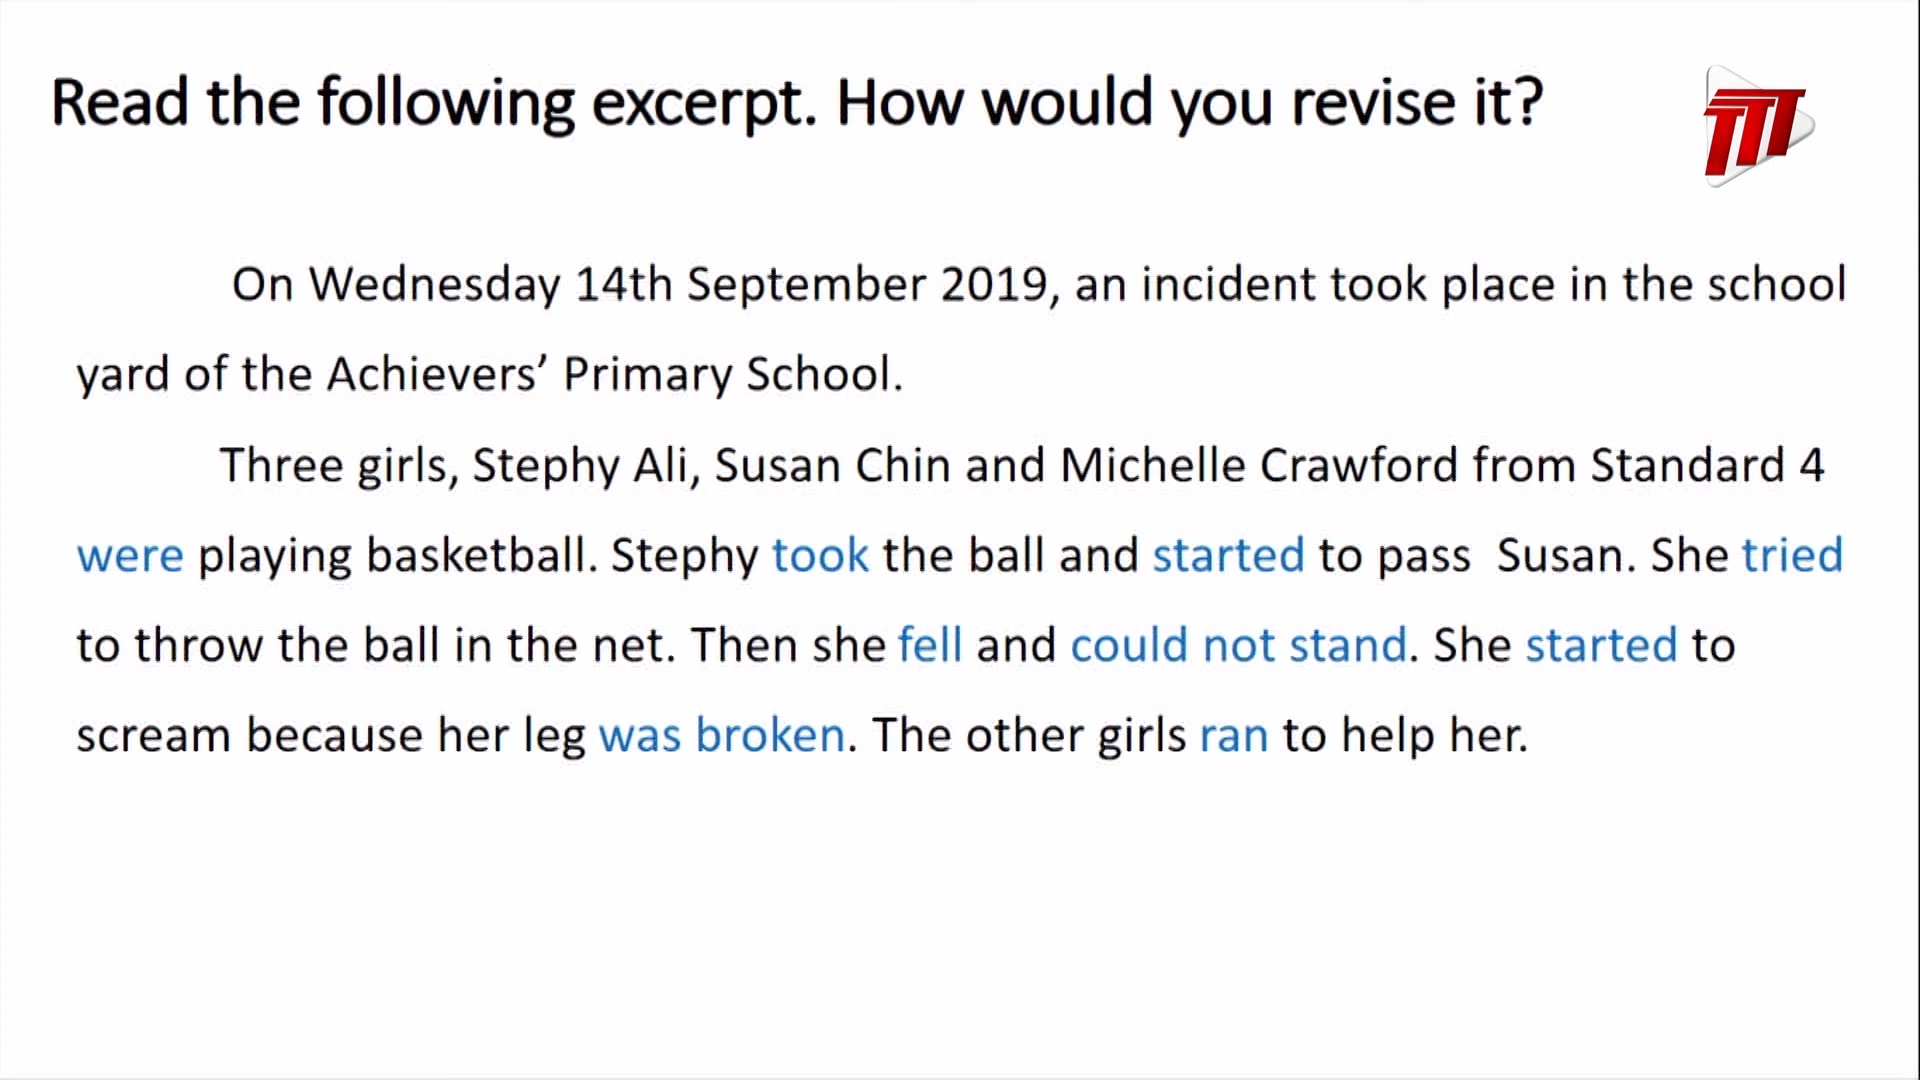 Read the following excerpt. How would you revise it?
TTT
On Wednesday 14th September 2019, an incident took place in the school
yard of the Achievers’ Primary School.
Three girls, Stephy Ali, Susan Chin and Michelle Crawford from Standard 4
were playing basketball. Stephy took the ball and started to pass  Susan. She tried
to throw the ball in the net. Then she fell and could not stand. She started to
scream because her leg was broken. The other girls ran to help her.